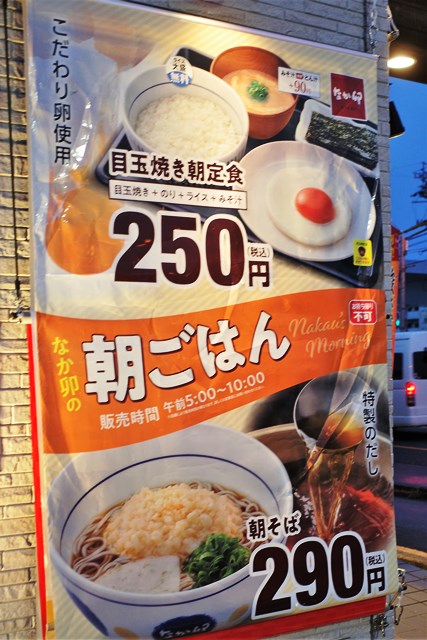 こだわり卵使用
ライス
大盛
無料
みそ汁
とん汁
+90円
なか卯
目玉焼き朝定食
目玉焼き+のり+ライス+みそ汁
250円
(税込)
なか卯の
朝ごはん
Nakau's
Morning
お持ち帰り
不可
販売時間 午前5:00〜10:00
特製のだし
朝そば
290円
(税込)
なか卯